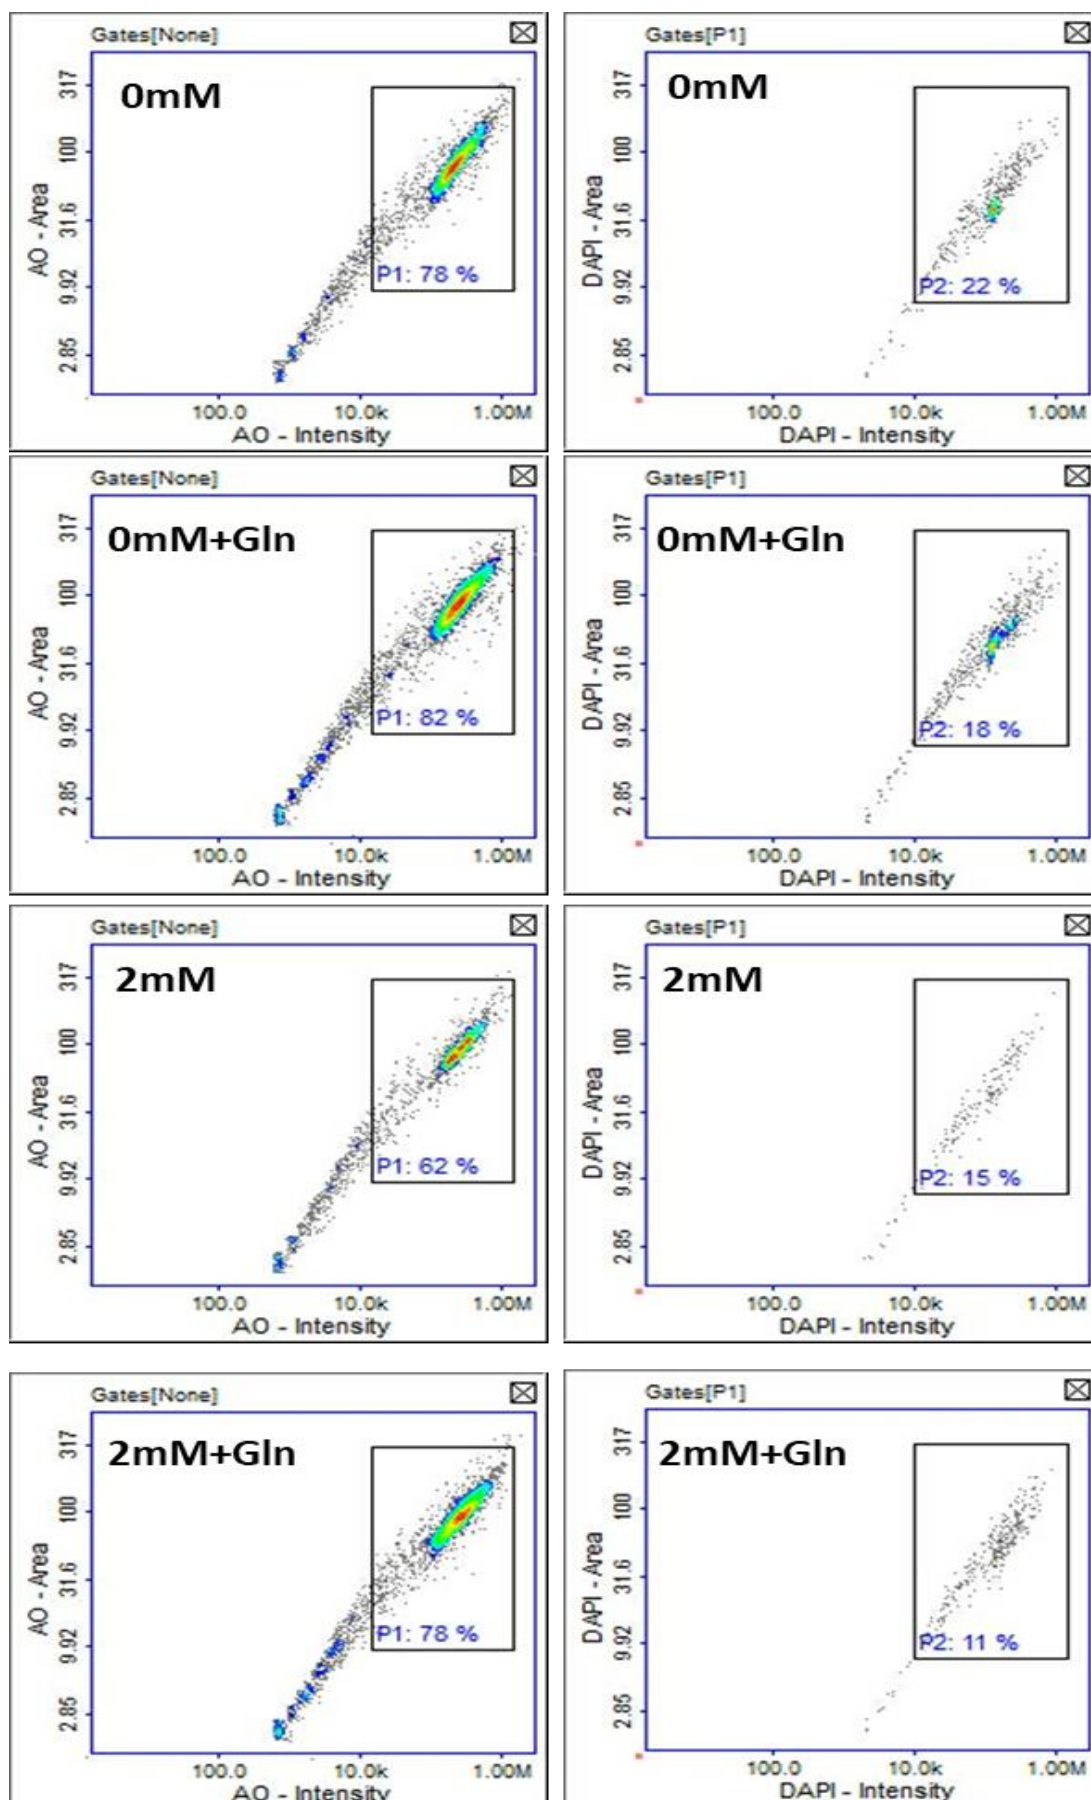 Gates[None]
0mM
317
100
31.6
9.92
2.85
AO - Area
P1: 78 %
100.0 10.0k 1.00M
AO - Intensity
Gates[P1]
0mM
317
100
31.6
9.92
2.85
DAPI - Area
P2: 22 %
100.0 10.0k 1.00M
DAPI - Intensity
Gates[None]
0mM+Gln
317
100
31.6
9.92
2.85
AO - Area
P1: 82 %
100.0 10.0k 1.00M
AO - Intensity
Gates[P1]
0mM+Gln
317
100
31.6
9.92
2.85
DAPI - Area
P2: 18 %
100.0 10.0k 1.00M
DAPI - Intensity
Gates[None]
2mM
317
100
31.6
9.92
2.85
AO - Area
P1: 62 %
100.0 10.0k 1.00M
AO - Intensity
Gates[P1]
2mM
317
100
31.6
9.92
2.85
DAPI - Area
P2: 15 %
100.0 10.0k 1.00M
DAPI - Intensity
Gates[None]
2mM+Gln
317
100
31.6
9.92
2.85
AO - Area
P1: 78 %
100.0 10.0k 1.00M
AO - Intensity
Gates[P1]
2mM+Gln
317
100
31.6
9.92
2.85
DAPI - Area
P2: 11 %
100.0 10.0k 1.00M
DAPI - Intensity